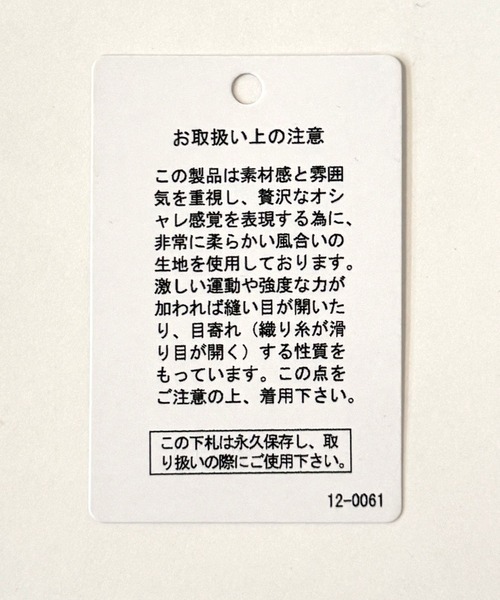 お取扱い上の注意
この製品は素材感と雰囲
気を重視し、贅沢なオシ
ャレ感覚を表現する為に、
非常に柔らかい風合いの
生地を使用しております。
激しい運動や強度な力が
加われば縫い目が開いた
り、目寄れ（織り糸が滑
り目が開く）する性質を
もっています。この点を
ご注意の上、着用下さい。
この下札は永久保存し、取
り扱いの際にご使用下さい。
12-0061